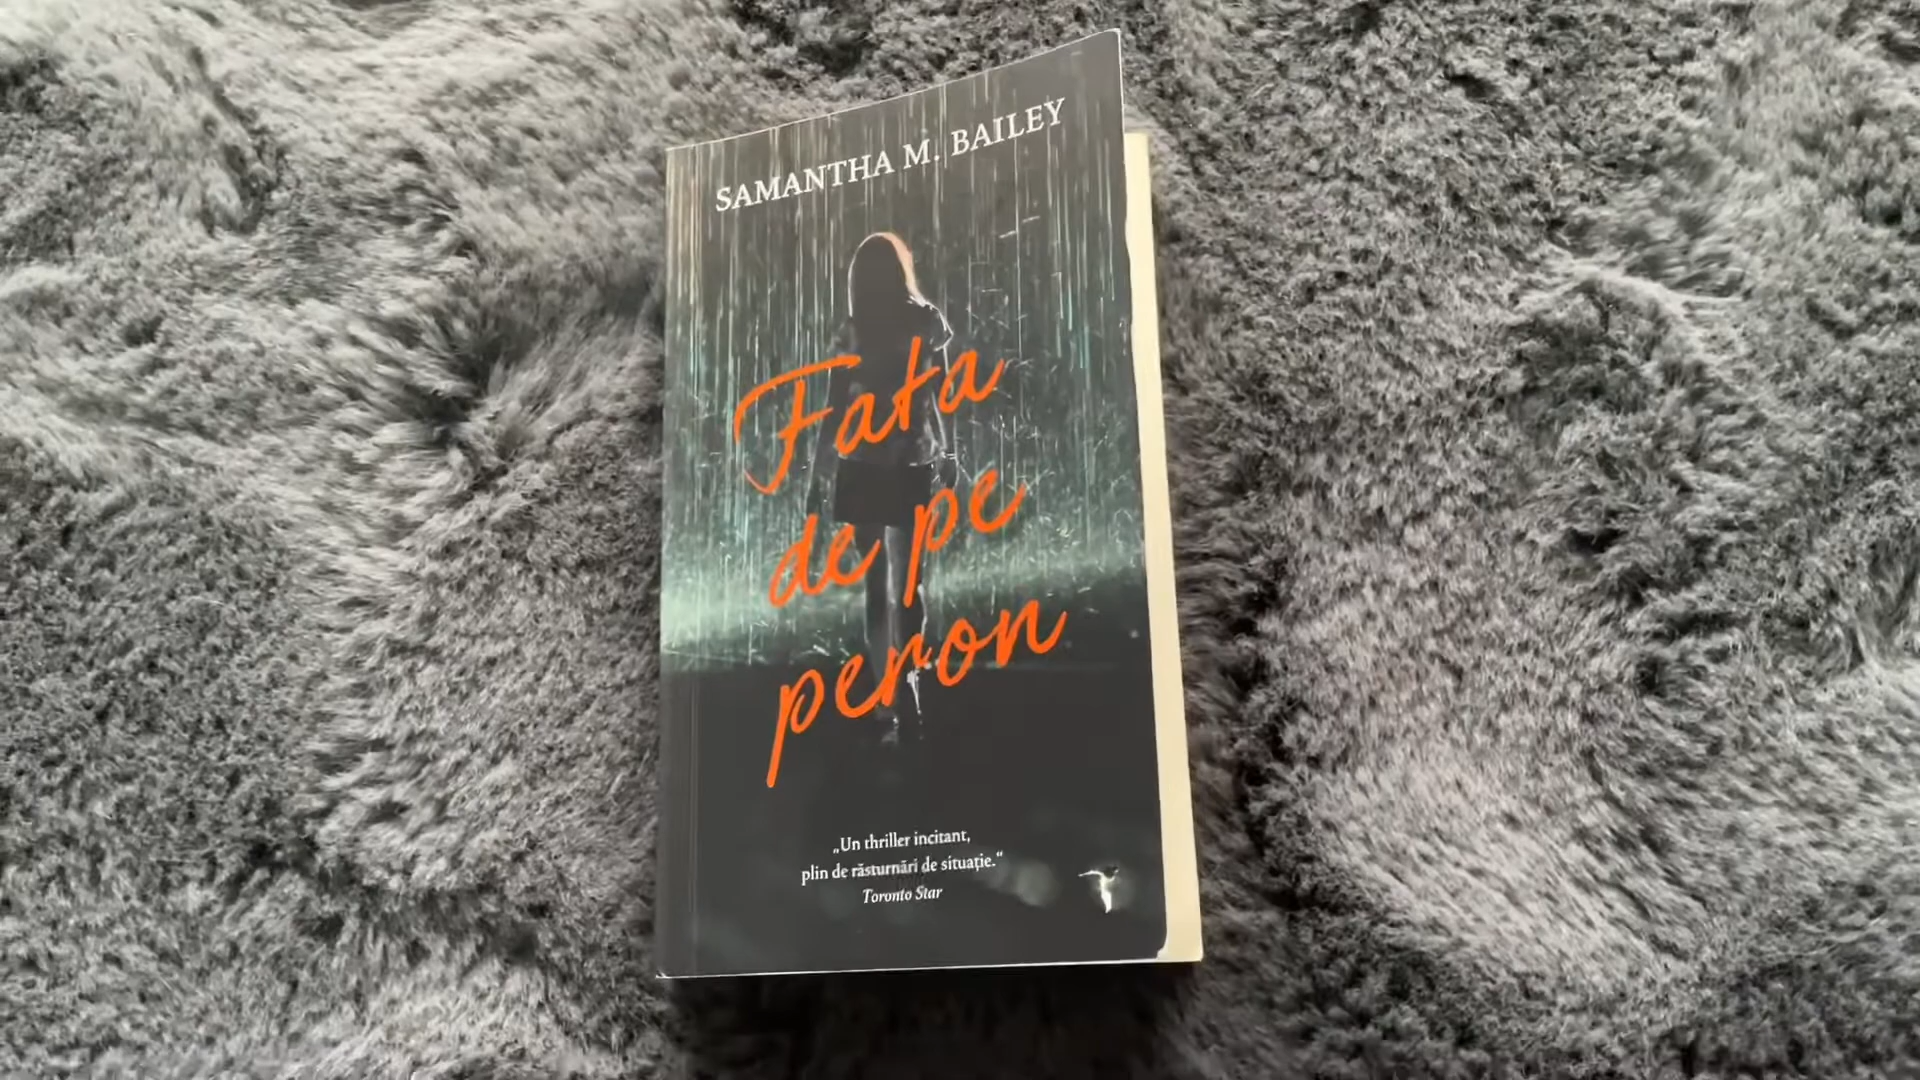 SAMANTHA M. BAILEY
Fata
de pe
peron
„Un thriller incitant,
plin de răsturnări de situație.“
Toronto Star